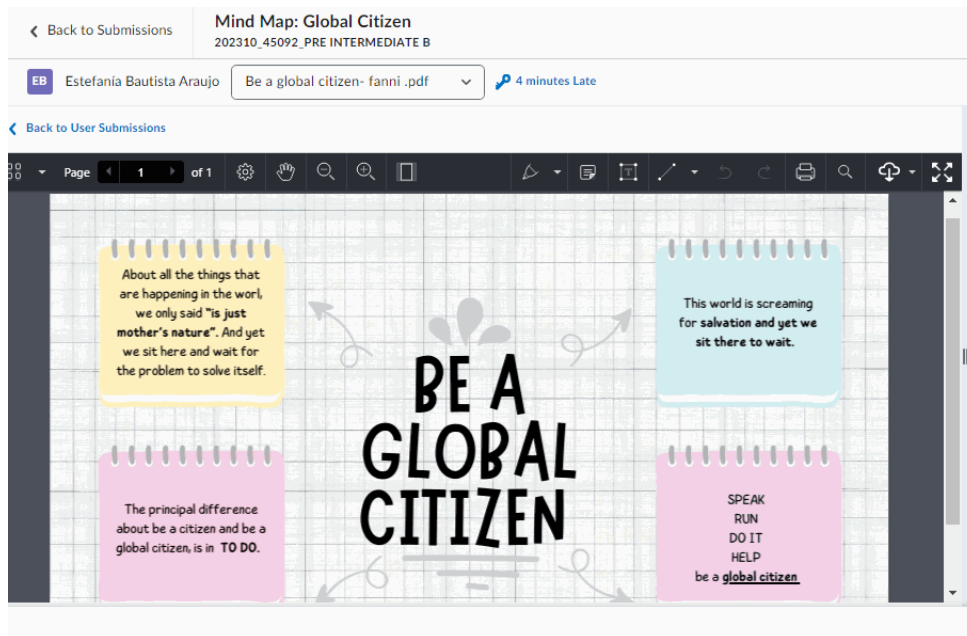 Back to Submissions
Mind Map: Global Citizen
202310_45092_PRE INTERMEDIATE B
EB
Estefanía Bautista Araujo
Be a global citizen- fanni .pdf
4 minutes Late
Back to User Submissions
Page
1
of 1
T
About all the things that
are happening in the worl,
we only said "is just
mother's nature". And yet
we sit here and wait for
the problem to solve itself.
This world is screaming
for salvation and yet we
sit there to wait.
BE A
GLOBAL
CITIZEN
The principal difference
about be a citizen and be a
global citizen, is in TO DO.
SPEAK
RUN
DO IT
HELP
be a global citizen